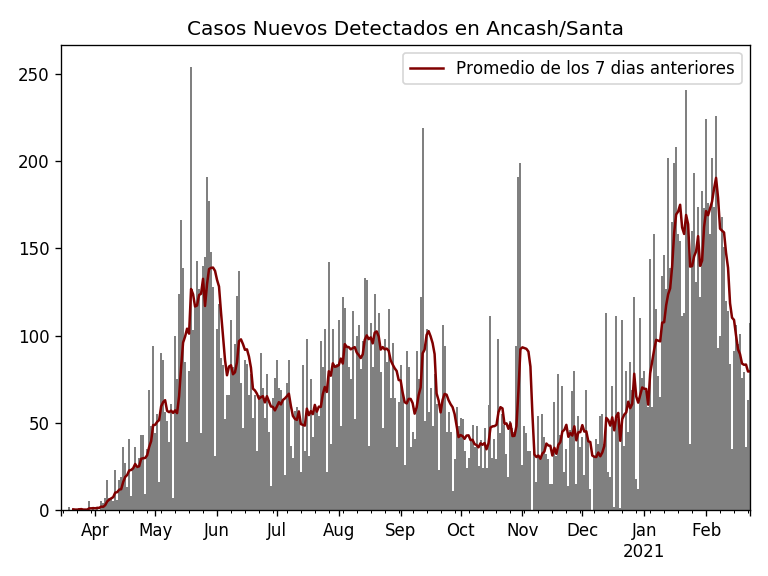 Casos Nuevos Detectados en Ancash/Santa
Promedio de los 7 dias anteriores
250
200
150
100
50
0
Apr May Jun Jul Aug Sep Oct Nov Dec Jan Feb
2021